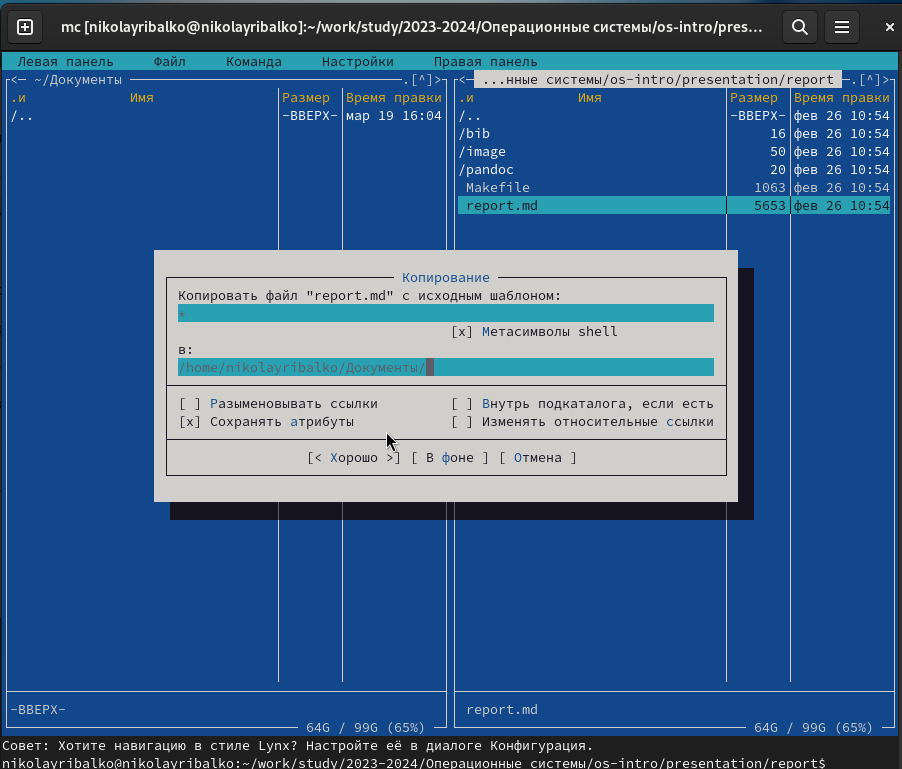 mc [nikolayribalko@nikolayribalko]:~/work/study/2023-2024/Операционные системы/os-intro/pres...
Левая панель Файл Команда Настройки Правая панель
<─ ~/Документы .[^]> <─ ...нные системы/os-intro/presentation/report .[^]>
.и Имя Размер Время правки .и Имя Размер Время правки
/.. -ВВЕРХ- мар 19 16:04 /.. -ВВЕРХ- фев 26 10:54
/bib 16 фев 26 10:54
/image 50 фев 26 10:54
/pandoc 20 фев 26 10:54
Makefile 1063 фев 26 10:54
report.md 5653 фев 26 10:54
Копирование
Копировать файл "report.md" с исходным шаблоном:
*
[x] Метасимволы shell
в:
/home/nikolayribalko/Документы/
[ ] Разыменовывать ссылки [ ] Внутрь подкаталога, если есть
[x] Сохранять атрибуты [ ] Изменять относительные ссылки
[< Хорошо >] [ В фоне ] [ Отмена ]
-ВВЕРХ- report.md
64G / 99G (65%) 64G / 99G (65%)
Совет: Хотите навигацию в стиле Lynx? Настройте её в диалоге Конфигурация.
nikolayribalko@nikolayribalko:~/work/study/2023-2024/Операционные системы/os-intro/presentation/report$